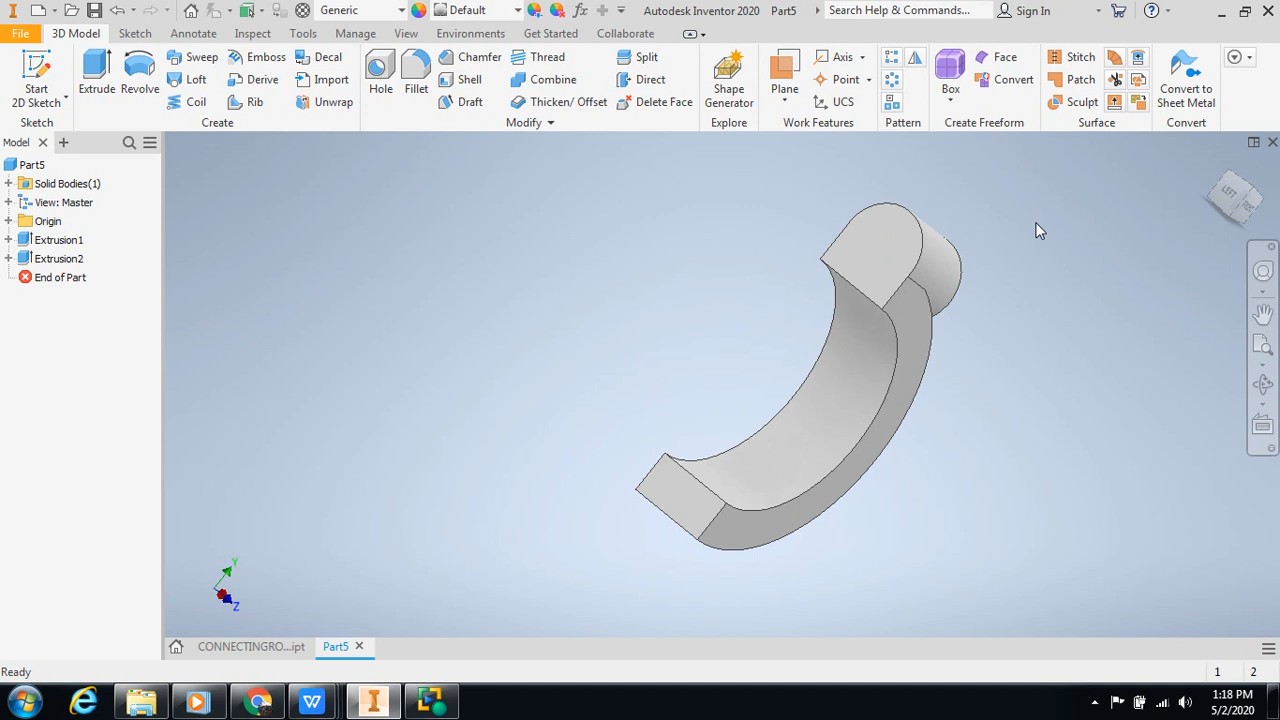 Generic
Default
fx
Autodesk Inventor 2020 Part5
Search Help & Commands...
Sign In
File
3D Model
Sketch
Annotate
Inspect
Tools
Manage
View
Environments
Get Started
Collaborate
Start
2D Sketch
Sketch
Extrude
Revolve
Sweep
Loft
Coil
Emboss
Derive
Rib
Decal
Import
Unwrap
Create
Hole
Fillet
Chamfer
Shell
Draft
Thread
Combine
Thicken/ Offset
Split
Direct
Delete Face
Modify
Shape
Generator
Explore
Plane
Axis
Point
UCS
Work Features
Pattern
Box
Face
Convert
Create Freeform
Stitch
Patch
Sculpt
Surface
Convert to
Sheet Metal
Convert
Model
Part5
Solid Bodies(1)
View: Master
Origin
Extrusion1
Extrusion2
End of Part
LEFT
Y
Z
CONNECTINGRO...ipt
Part5
Ready
1
2
1:18 PM
5/2/2020